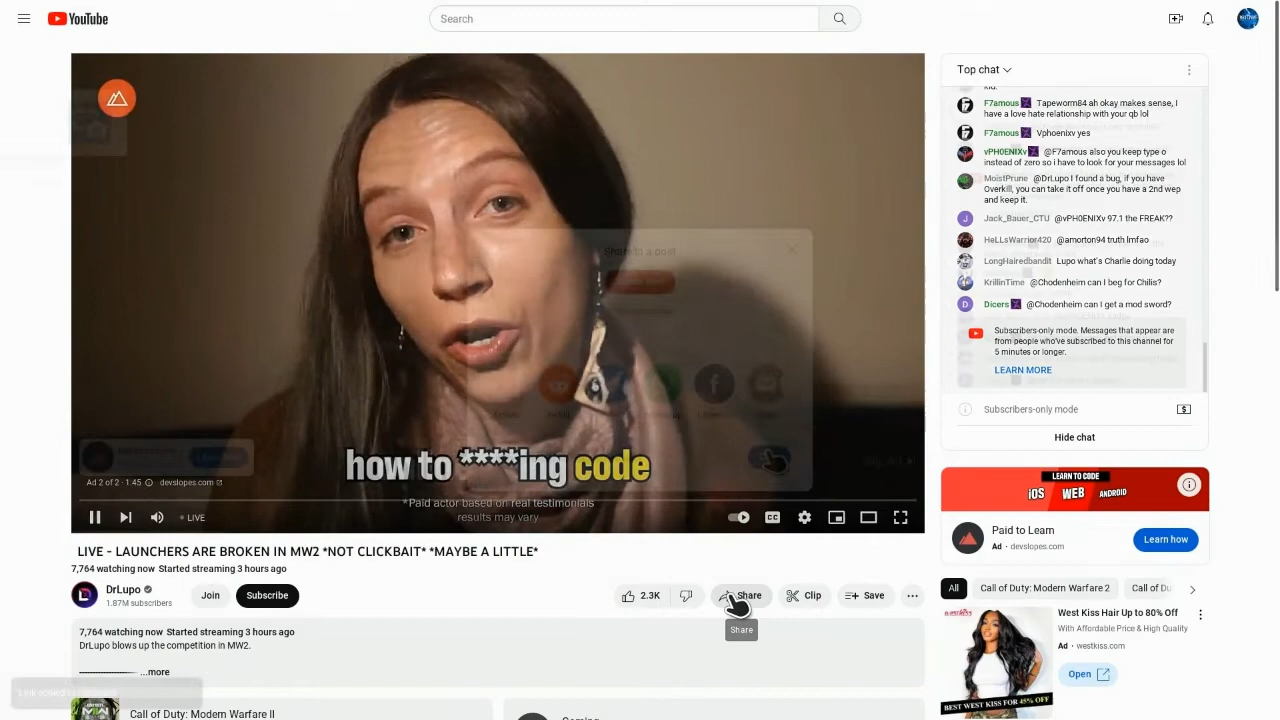 YouTube
Search
Top chat
kid.
F7amous Tapeworm84 ah okay makes sense, I
have a love hate relationship with your qb lol
F7amous Vphoenixv yes
vPH0ENIXv @F7amous also you keep type o
instead of zero so i have to look for your messages lol
MoistPrune @DrLupo I found a bug, if you have
Overkill, you can take it off once you have a 2nd wep
and keep it.
Jack_Bauer_CTU @vPH0ENIXv 97.1 the FREAK??
HeLLsWarrior420 @amorton94 truth lmfao
LongHairedbandit Lupo what's Charlie doing today
KrillinTime @Chodenheim can I beg for Chilis?
Dicers @Chodenheim can I get a mod sword?
Subscribers-only mode. Messages that appear are
from people who've subscribed to this channel for
5 minutes or longer.
LEARN MORE
Subscribers-only mode
Hide chat
Share to a post
how to ****ing code
Ad 2 of 2 · 1:45 devslopes.com
*Paid actor based on real testimonials
results may vary
LIVE
LIVE - LAUNCHERS ARE BROKEN IN MW2 *NOT CLICKBAIT* *MAYBE A LITTLE*
7,764 watching now Started streaming 3 hours ago
DrLupo
1.87M subscribers
Join
Subscribe
2.3K
Share
Clip
Save
Share
7,764 watching now Started streaming 3 hours ago
DrLupo blows up the competition in MW2.
...more
Link copied to clipboard
Call of Duty: Modern Warfare II
Gaming
LEARN TO CODE
iOS WEB ANDROID
Paid to Learn
Ad · devslopes.com
Learn how
All
Call of Duty: Modern Warfare 2
Call of Du
West Kiss Hair Up to 80% Off
With Affordable Price & High Quality
Ad · westkiss.com
Open
BEST WEST KISS FOR 45% OFF